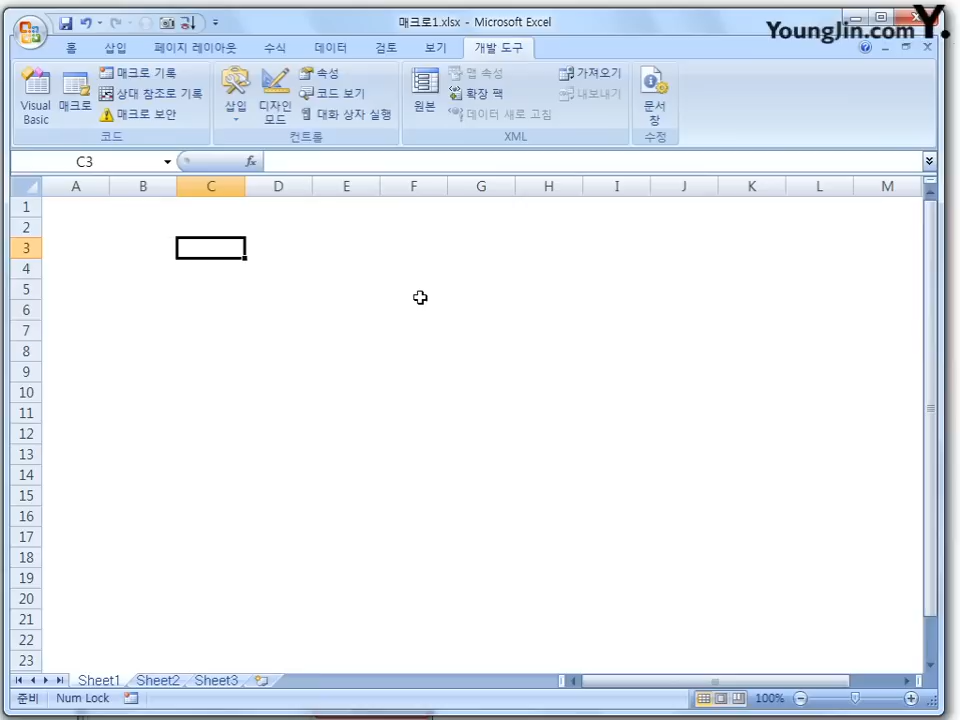 매크로1.xlsx - Microsoft Excel
YoungJin.com Y.
홈 삽입 페이지 레이아웃 수식 데이터 검토 보기 개발 도구
Visual Basic
매크로
매크로 기록
상대 참조로 기록
매크로 보안
코드
삽입
디자인 모드
속성
코드 보기
대화 상자 실행
컨트롤
원본
맵 속성
확장 팩
데이터 새로 고침
가져오기
내보내기
XML
문서 창
수정
C3 fx
A B C D E F G H I J K L M
1
2
3
4
5
6
7
8
9
10
11
12
13
14
15
16
17
18
19
20
21
22
23
Sheet1 Sheet2 Sheet3
준비 Num Lock 100%